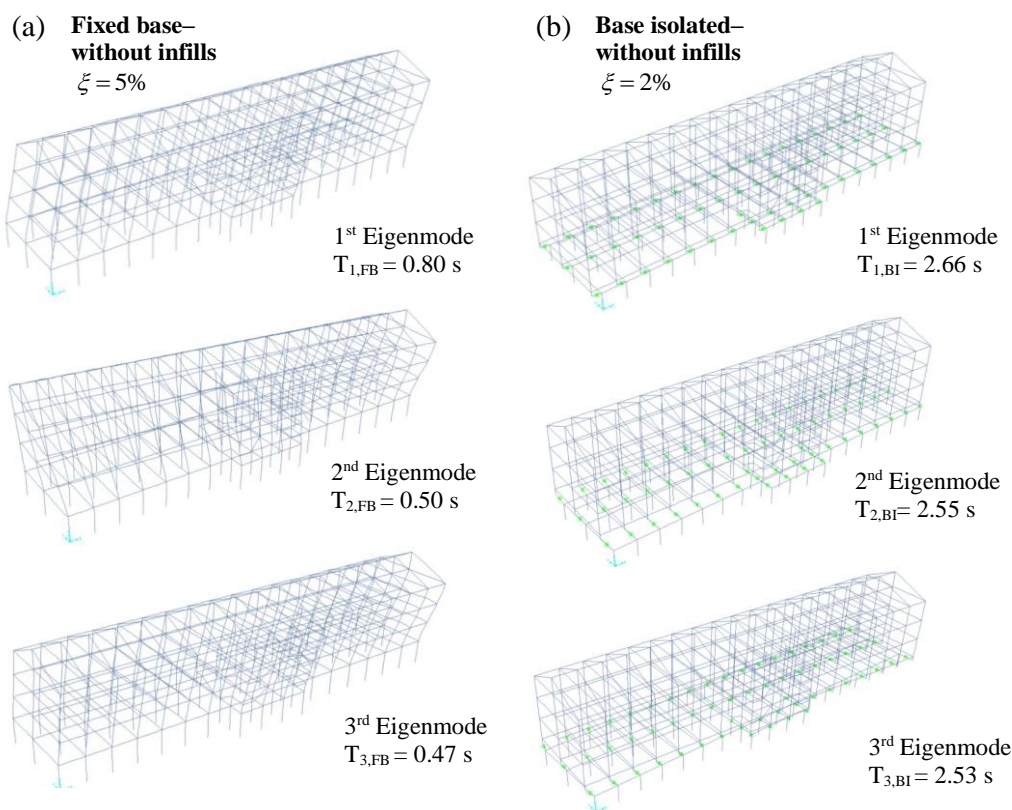 (a) Fixed base–
without infills
ξ = 5%
1st Eigenmode
T1,FB = 0.80 s
2nd Eigenmode
T2,FB = 0.50 s
3rd Eigenmode
T3,FB = 0.47 s
(b) Base isolated–
without infills
ξ = 2%
1st Eigenmode
T1,BI = 2.66 s
2nd Eigenmode
T2,BI= 2.55 s
3rd Eigenmode
T3,BI = 2.53 s